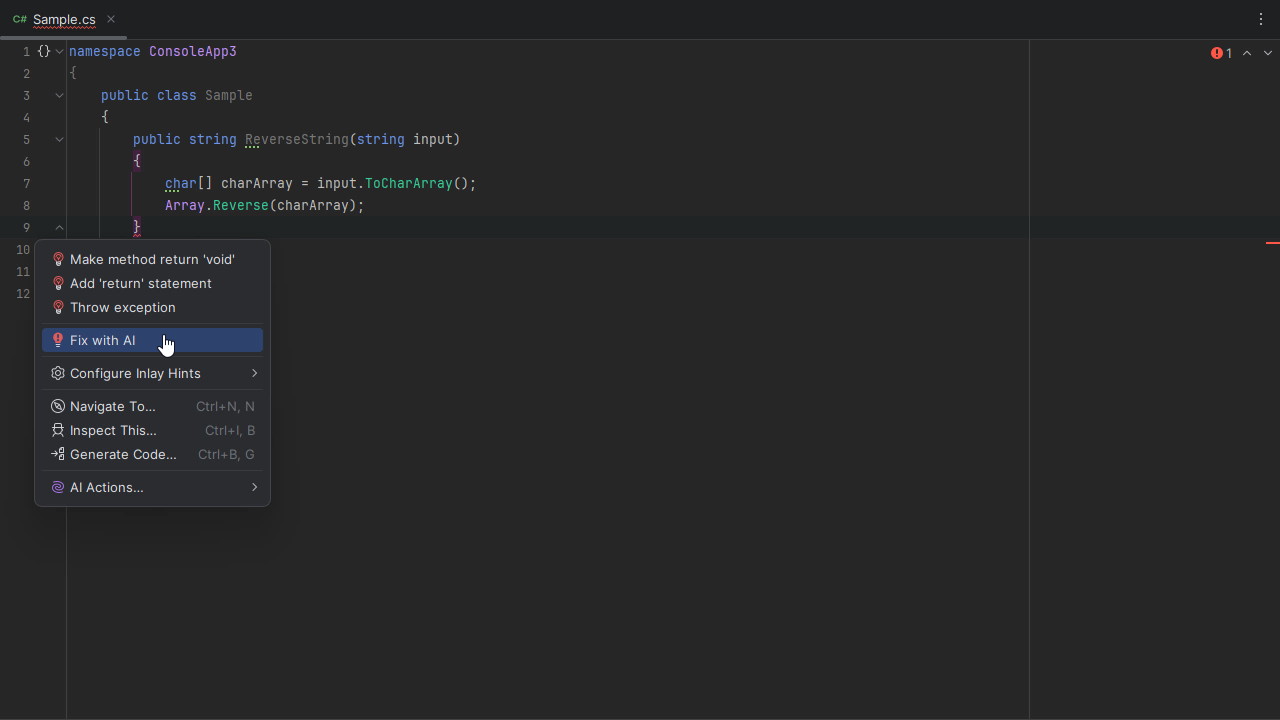 C# Sample.cs
1
1 {} namespace ConsoleApp3
2 {
3 public class Sample
4 {
5 public string ReverseString(string input)
6 {
7 char[] charArray = input.ToCharArray();
8 Array.Reverse(charArray);
9 }
10
11
12
Make method return 'void'
Add 'return' statement
Throw exception
Fix with AI
Configure Inlay Hints
Navigate To... Ctrl+N, N
Inspect This... Ctrl+I, B
Generate Code... Ctrl+B, G
AI Actions...